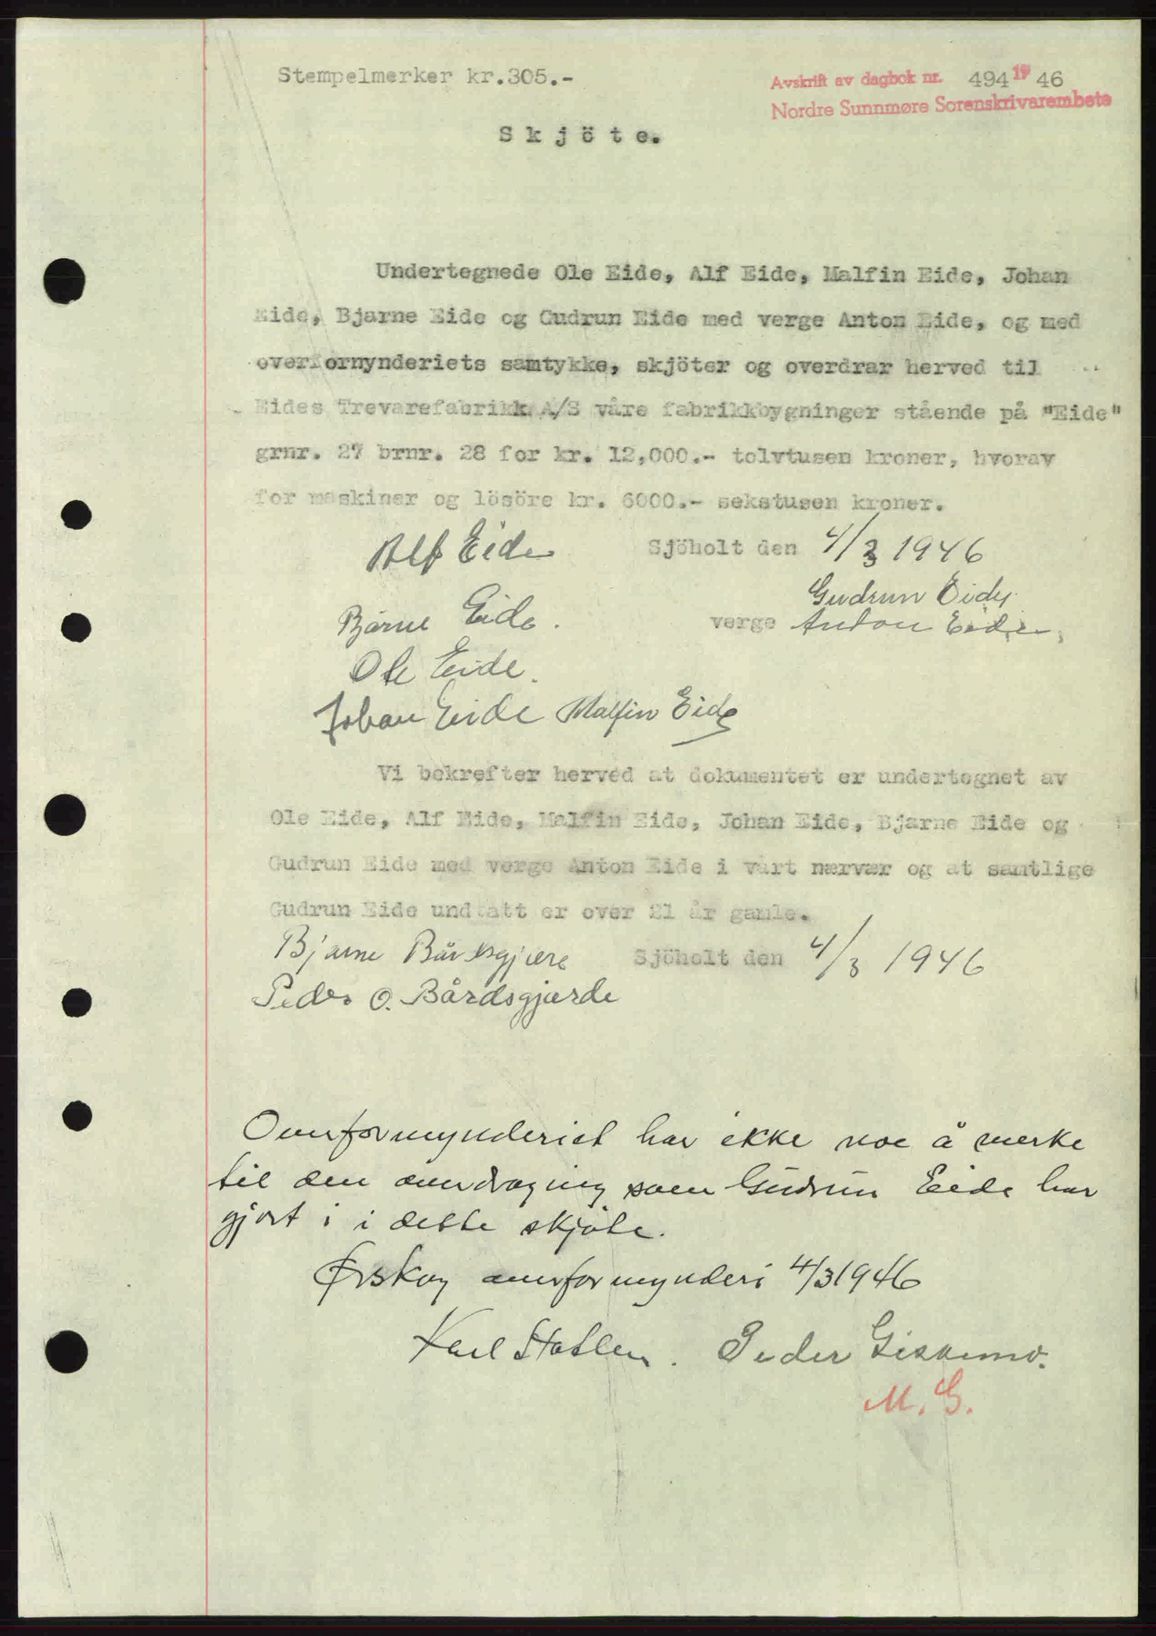 Stempelmerker kr.305.-
Avskrift av dagbok nr. 494 19 46
Nordre Sunnmøre Sorenskrivarembete
S k j ö t e.
Undertegnede Ole Eide, Alf Eide, Malfin Eide, Johan
Eide, Bjarne Eide og Gudrun Eide med verge Anton Eide, og med
overformynderiets samtykke, skjöter og overdrar herved til
Eides Trevarefabrikk A/S våre fabrikkbygninger stående på "Eide"
grnr. 27 brnr. 28 for kr. 12,000.- tolvtusen kroner, hvorav
for maskiner og lösöre kr. 6000.- sekstusen kroner.
Alf Eide Sjöholt den 4/3 1946
Gudrun Eide
Bjarne Eide. verge Anton Eide,
Ole Eide.
Johan Eide Malfin Eide
Vi bekrefter herved at dokumentet er undertegnet av
Ole Eide, Alf Eide, Malfin Eide, Johan Eide, Bjarne Eide og
Gudrun Eide med verge Anton Eide i vårt nærvær og at samtlige
Gudrun Eide undtatt er over 21 år gamle.
Bjarne Bårdsgjære Sjöholt den 4/3 1946
Peder O. Bårdsgjærde
Overformynderiet har ikke noe å merke
til den overdraging som Gudrun Eide har
gjort i i dette skjøte.
Ørskog overformynderi 4/3 1946
Karl Peder
M. G.